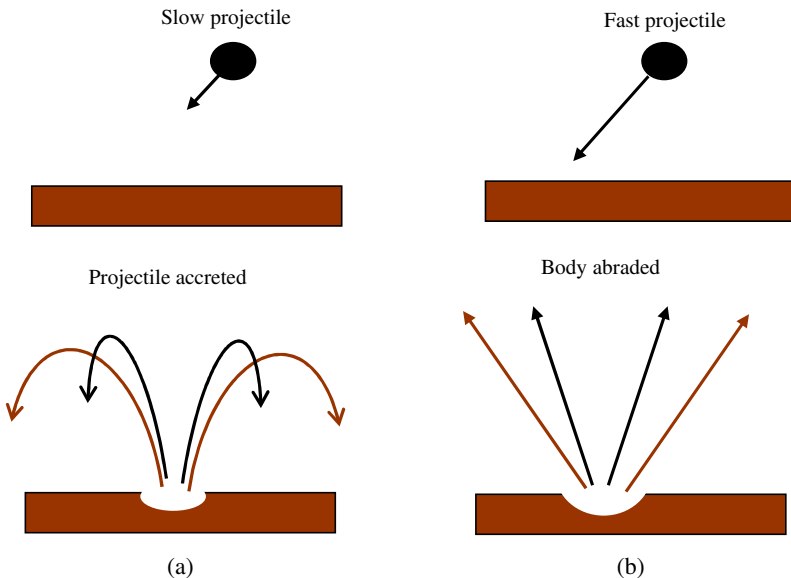 Slow projectile
Fast projectile
Projectile accreted
Body abraded
(a)
(b)